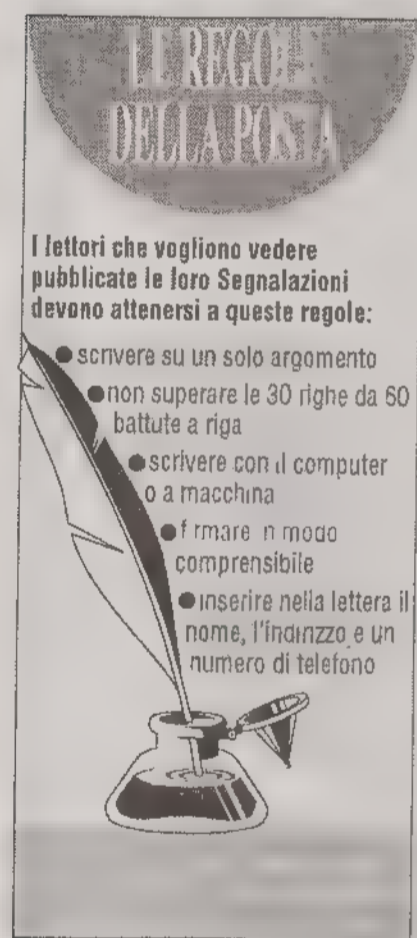 LE REGOLE
DELLA POSTA
I lettori che vogliono vedere
pubblicate le loro Segnalazioni
devono attenersi a queste regole:
● scrivere su un solo argomento
● non superare le 30 righe da 60
battute a riga
● scrivere con il computer
o a macchina
● firmare in modo
comprensibile
● inserire nella lettera il
nome, l'indirizzo e un
numero di telefono